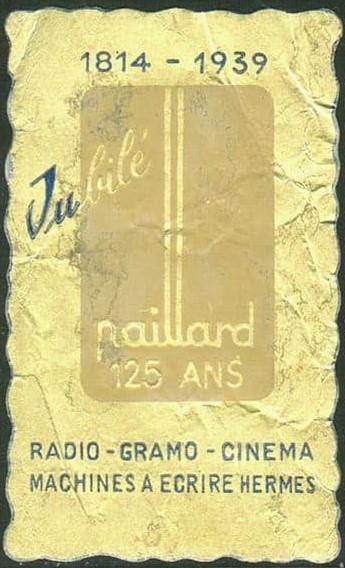 1814 - 1939
Jubilé
paillard
125 ANS
RADIO - GRAMO - CINEMA
MACHINES A ECRIRE HERMES